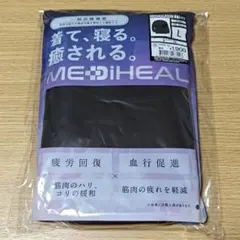 着て、寝る。
癒される。
MEDiHEAL
L
疲労回復
血行促進
×
筋肉のハリ、
コリの緩和
筋肉の疲れを軽減